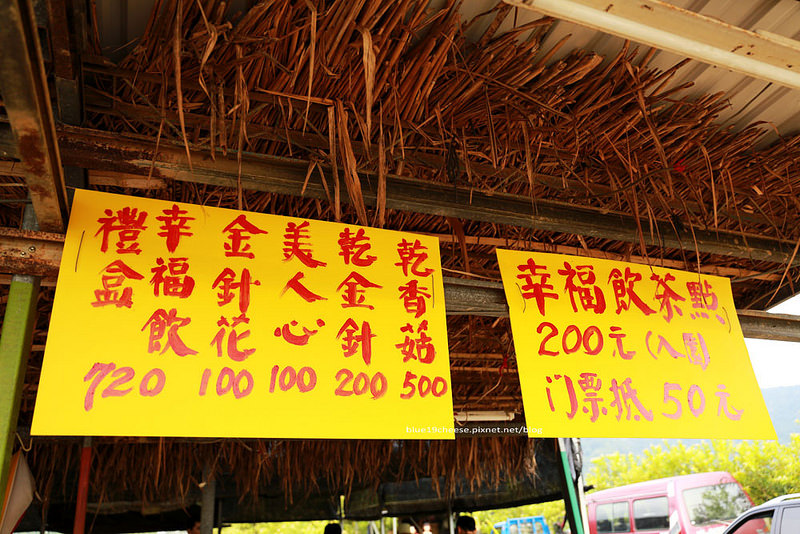 乾香菇 500
乾金針 200
美人心 100
金針花 100
幸福飲
禮盒 720
幸福飲茶點
200元(入園
门票抵50元
blue19cheese.pixnet.net/blog